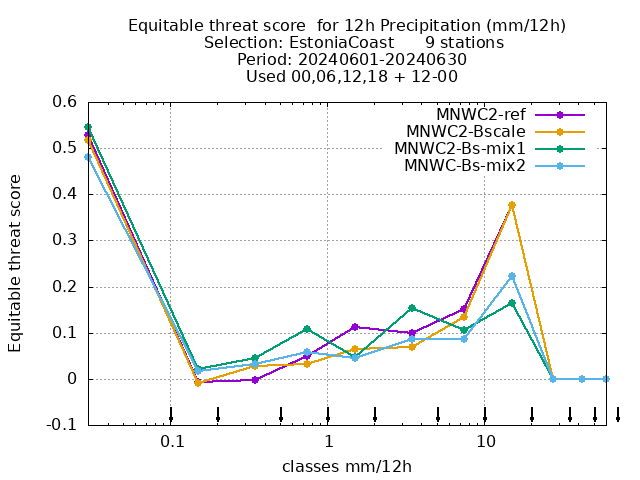 Equitable threat score  for 12h Precipitation (mm/12h)
Selection: EstoniaCoast      9 stations
Period: 20240601-20240630
Used 00,06,12,18 + 12-00
MNWC2-ref
MNWC2-Bscale
MNWC2-Bs-mix1
MNWC-Bs-mix2
Equitable threat score
0.6
0.5
0.4
0.3
0.2
0.1
0
-0.1
0.1 1 10
classes mm/12h